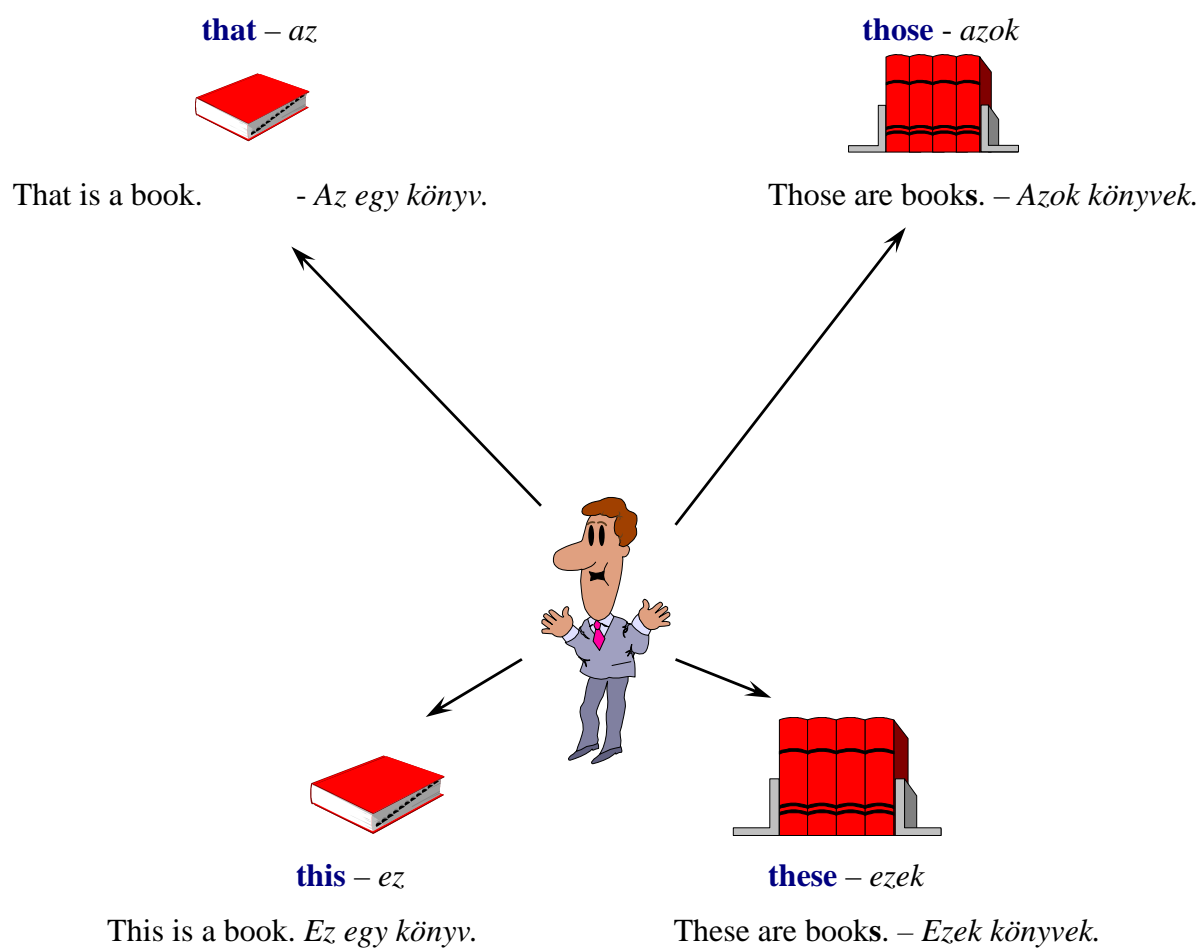 that – az
those - azok
That is a book. - Az egy könyv.
Those are books. – Azok könyvek.
this – ez
these – ezek
This is a book. Ez egy könyv.
These are books. – Ezek könyvek.